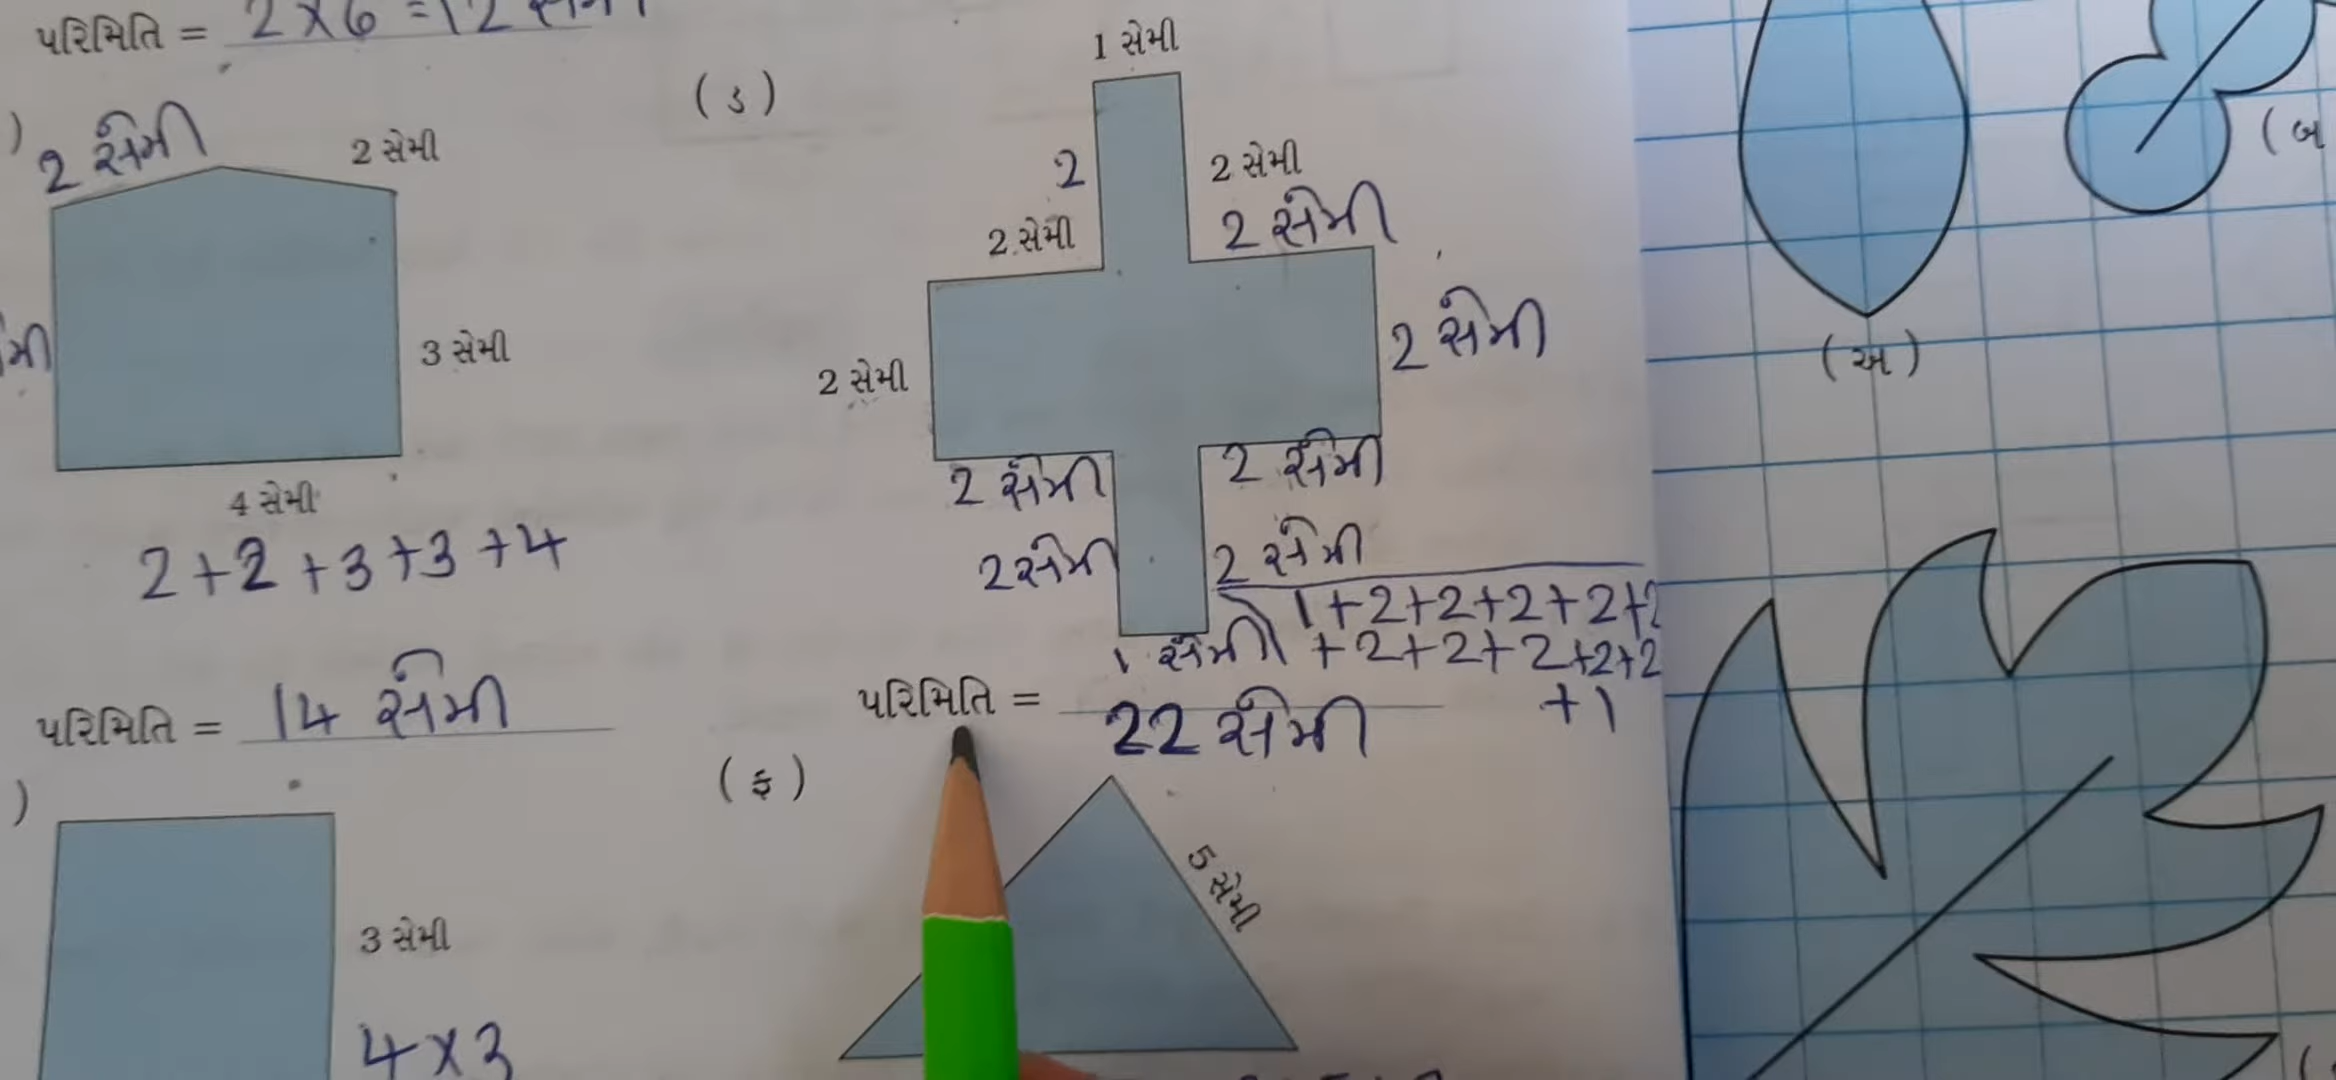 પરિમિતિ = 2 x 6 = 12 સેમી
)
2 સેમી
2 સેમી
3 સેમી
4 સેમી
2 + 2 + 3 + 3 + 4
પરિમિતિ = 14 સેમી
(ડ)
1 સેમી
2
2 સેમી
2 સેમી
2 સેમી
2 સેમી
2 સેમી
2 સેમી
2 સેમી
2 સેમી
2 સેમી
1 સેમી
1+2+2+2+2+2
+2+2+2+2+2
+1
પરિમિતિ =
22 સેમી
)
3 સેમી
4 x 3
(ફ)
5 સેમી
(અ)
(બ